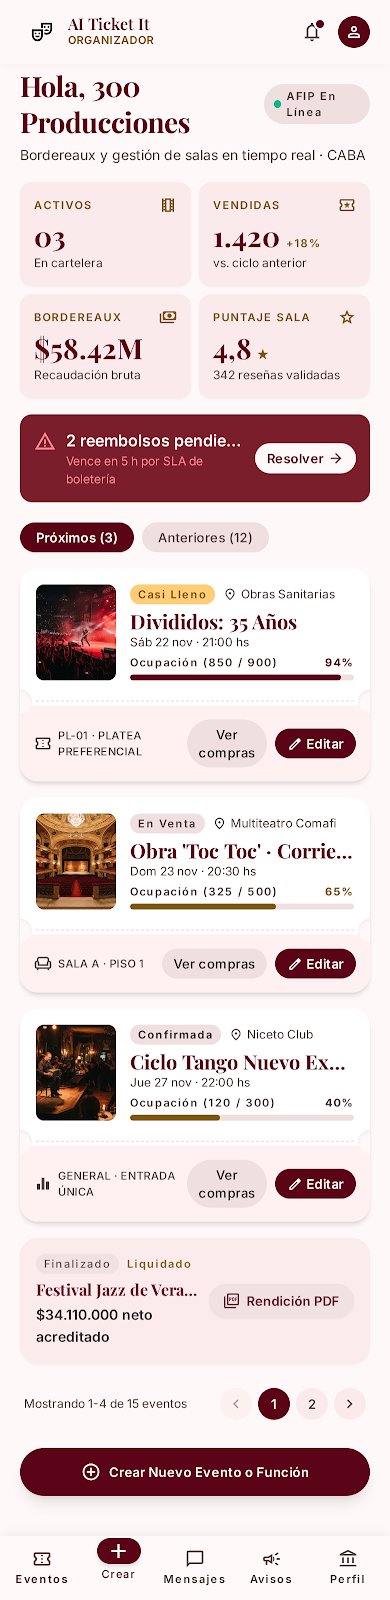 AI Ticket It
ORGANIZADOR
Hola, 300
Producciones
AFIP En
Línea
Bordereaux y gestión de salas en tiempo real · CABA
ACTIVOS
03
En cartelera
VENDIDAS
1.420 +18%
vs. ciclo anterior
BORDEREAUX
$58.42M
Recaudación bruta
PUNTAJE SALA
4,8 ★
342 reseñas validadas
2 reembolsos pendie...
Vence en 5 h por SLA de
boletería
Resolver →
Próximos (3)
Anteriores (12)
Casi Lleno
Obras Sanitarias
Divididos: 35 Años
Sáb 22 nov · 21:00 hs
Ocupación (850 / 900) 94%
PL-01 · PLATEA
PREFERENCIAL
Ver
compras
Editar
En Venta
Multiteatro Comafi
Obra 'Toc Toc' · Corrie...
Dom 23 nov · 20:30 hs
Ocupación (325 / 500) 65%
SALA A · PISO 1
Ver compras
Editar
Confirmada
Niceto Club
Ciclo Tango Nuevo Ex...
Jue 27 nov · 22:00 hs
Ocupación (120 / 300) 40%
GENERAL · ENTRADA
ÚNICA
Ver
compras
Editar
Finalizado
Liquidado
Festival Jazz de Vera...
$34.110.000 neto
acreditado
PDF
Rendición PDF
Mostrando 1-4 de 15 eventos
1
2
Crear Nuevo Evento o Función
Eventos
Crear
Mensajes
Avisos
Perfil